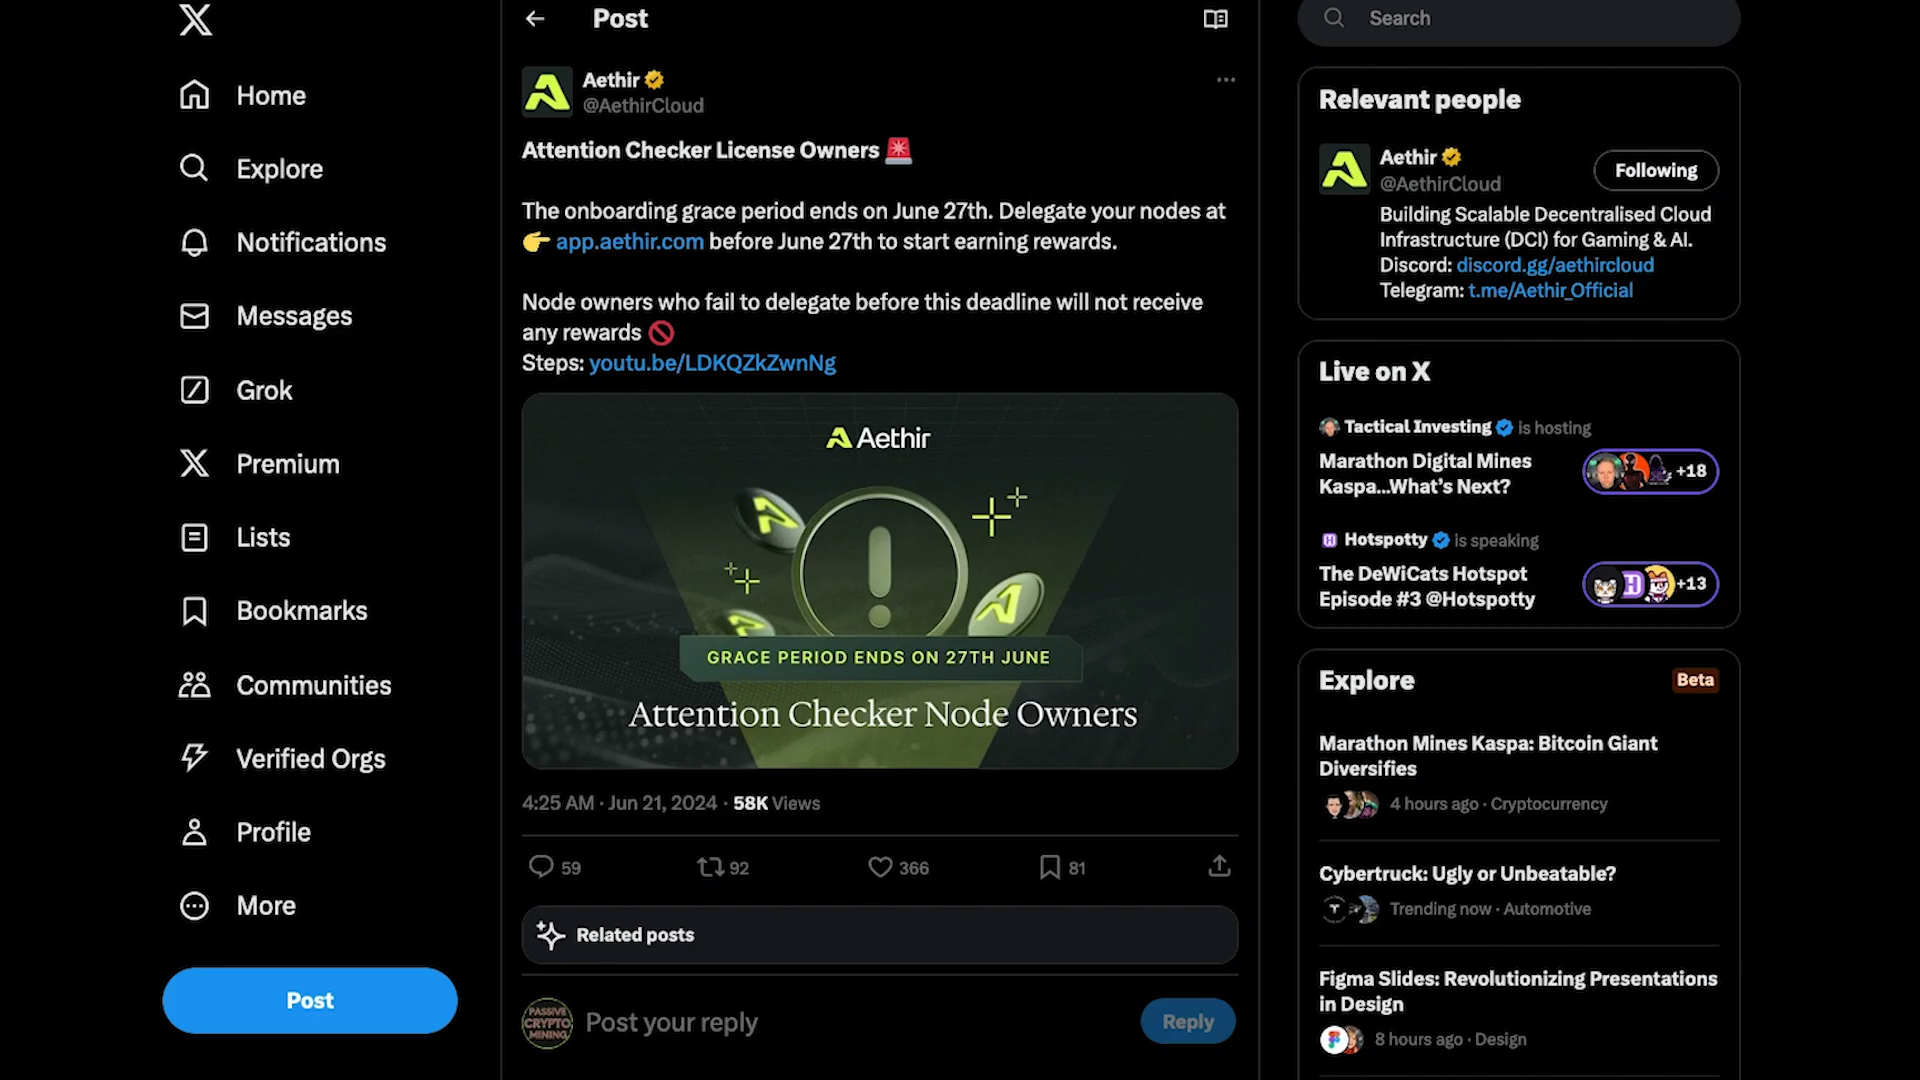 Home
Explore
Notifications
Messages
Grok
Premium
Lists
Bookmarks
Communities
Verified Orgs
Profile
More
Post
Post
Aethir
@AethirCloud
Attention Checker License Owners 🚨
The onboarding grace period ends on June 27th. Delegate your nodes at
👉 app.aethir.com before June 27th to start earning rewards.
Node owners who fail to delegate before this deadline will not receive
any rewards 🚫
Steps: youtu.be/LDKQZkZwnNg
Aethir
GRACE PERIOD ENDS ON 27TH JUNE
Attention Checker Node Owners
4:25 AM · Jun 21, 2024 · 58K Views
59 92 366 81
Related posts
PASSIVE
CRYPTO
MINING
Post your reply
Reply
Search
Relevant people
Aethir
@AethirCloud
Following
Building Scalable Decentralised Cloud
Infrastructure (DCI) for Gaming & AI.
Discord: discord.gg/aethircloud
Telegram: t.me/Aethir_Official
Live on X
Tactical Investing is hosting
Marathon Digital Mines
Kaspa...What's Next?
+18
Hotspotty is speaking
The DeWiCats Hotspot
Episode #3 @Hotspotty
+13
Explore
Beta
Marathon Mines Kaspa: Bitcoin Giant
Diversifies
4 hours ago · Cryptocurrency
Cybertruck: Ugly or Unbeatable?
Trending now · Automotive
Figma Slides: Revolutionizing Presentations
in Design
8 hours ago · Design